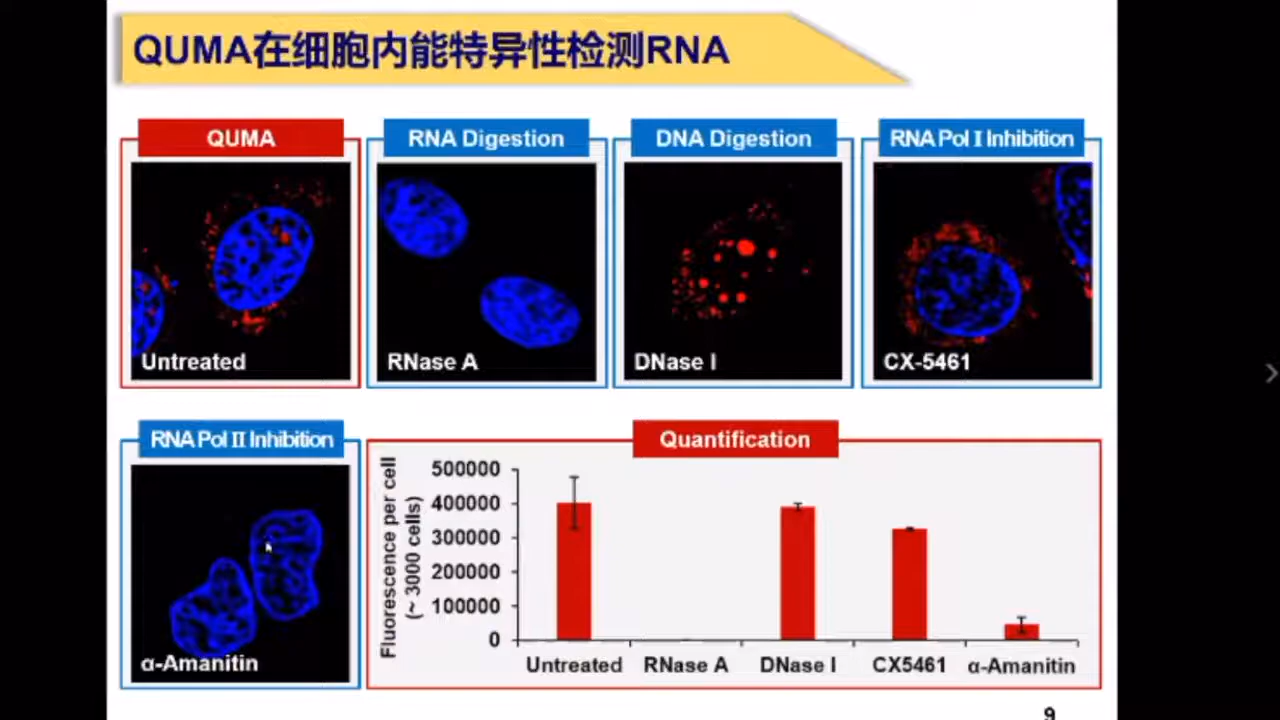 QUMA在细胞内能特异性检测RNA
QUMA
RNA Digestion
DNA Digestion
RNA Pol Ⅰ Inhibition
Untreated
RNase A
DNase I
CX-5461
RNA Pol Ⅱ Inhibition
α-Amanitin
Quantification
Fluorescence per cell
(~ 3000 cells)
500000
400000
300000
200000
100000
0
Untreated
RNase A
DNase I
CX5461
α-Amanitin
9